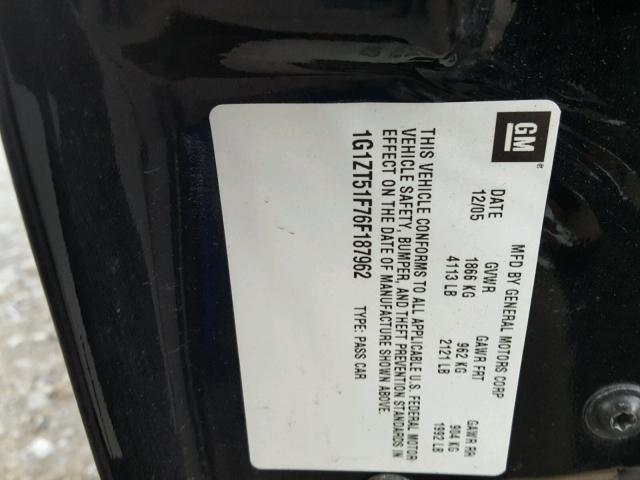 GM
MFD BY GENERAL MOTORS CORP
DATE GVWR GAWR FRT GAWR RR
12/05 1866 KG 962 KG 904 KG
4113 LB 2121 LB 1992 LB
THIS VEHICLE CONFORMS TO ALL APPLICABLE U.S. FEDERAL MOTOR
VEHICLE SAFETY, BUMPER, AND THEFT PREVENTION STANDARDS IN
EFFECT ON THE DATE OF MANUFACTURE SHOWN ABOVE.
1G1ZT51F76F187962 TYPE: PASS CAR